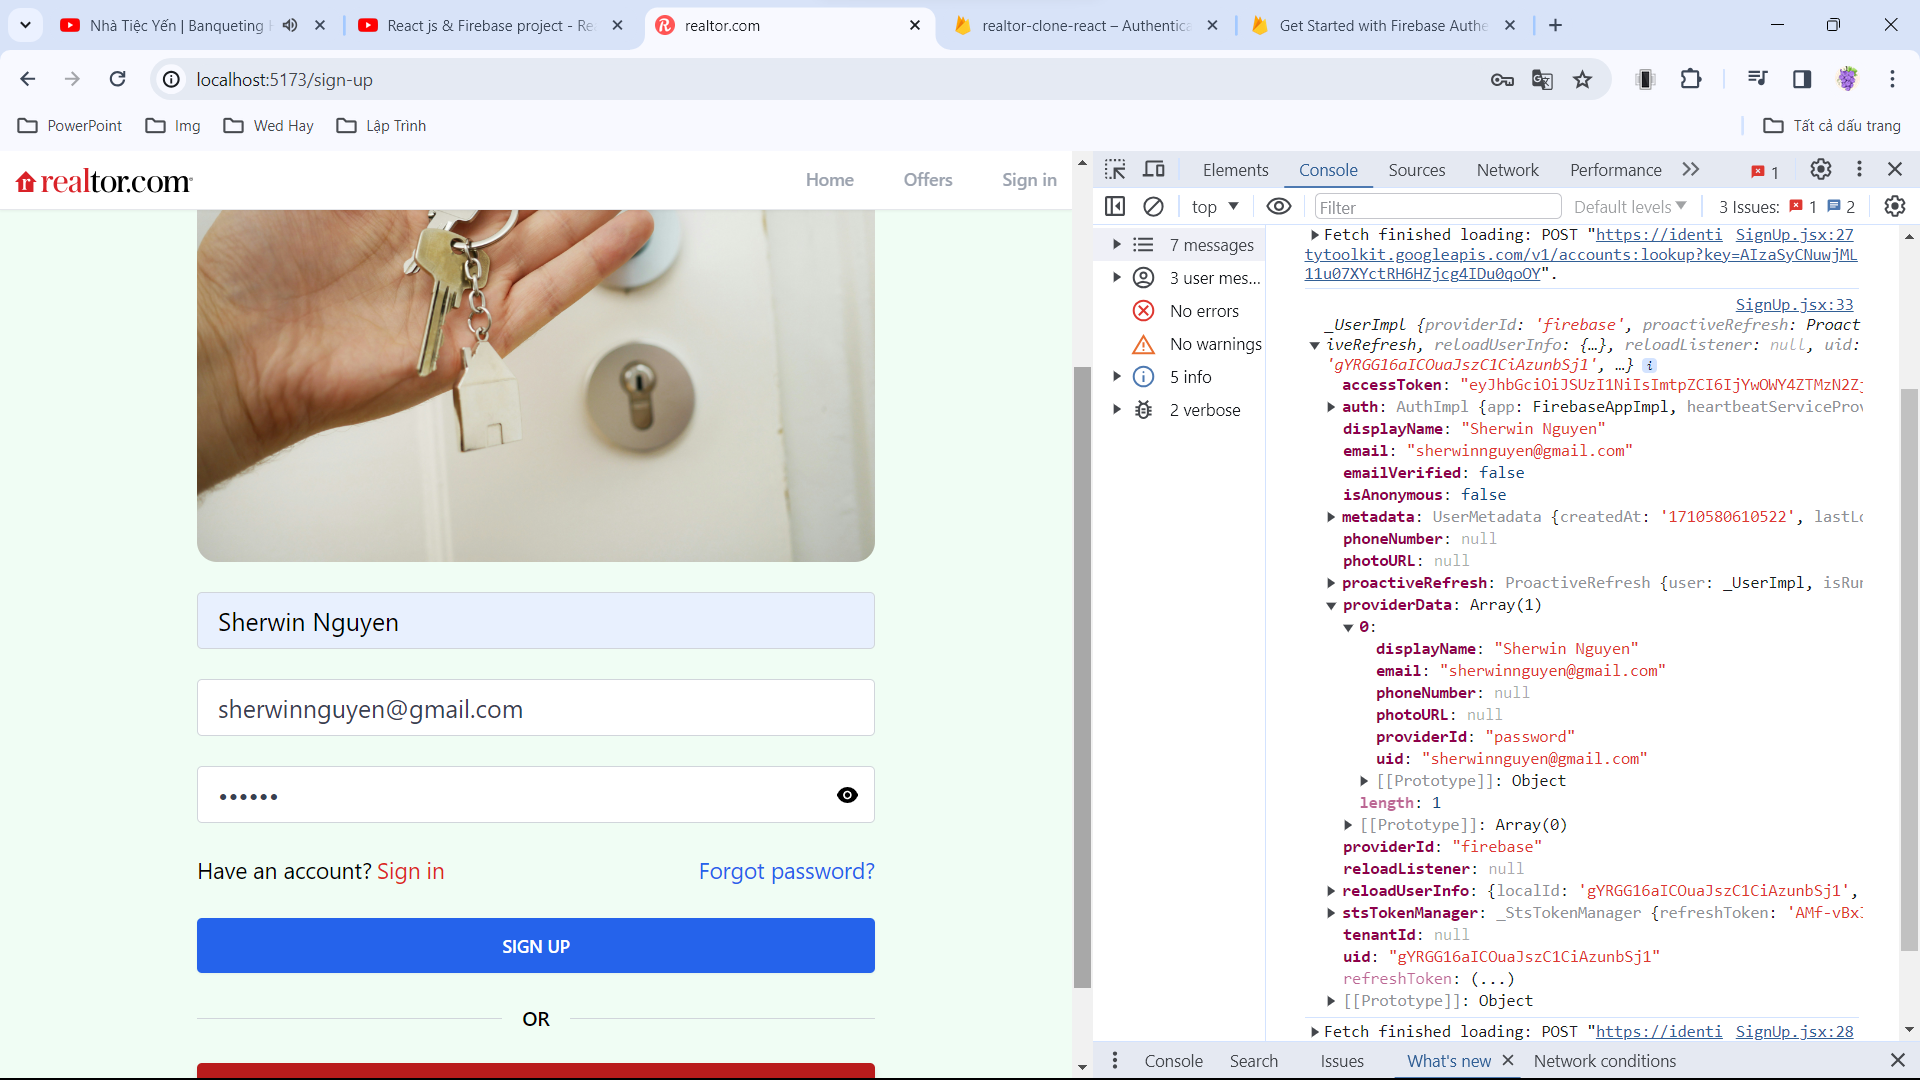 Nhà Tiệc Yến | Banqueting
React js & Firebase project - Re
realtor.com
realtor-clone-react – Authentica
Get Started with Firebase Authe
localhost:5173/sign-up
PowerPoint
Img
Wed Hay
Lập Trình
Tất cả dấu trang
realtor.com
Home
Offers
Sign in
Sherwin Nguyen
sherwinnguyen@gmail.com
••••••
Have an account? Sign in
Forgot password?
SIGN UP
OR
Elements
Console
Sources
Network
Performance
1
top
Filter
Default levels
3 Issues: 1 2
7 messages
3 user mes...
No errors
No warnings
5 info
2 verbose
Fetch finished loading: POST "https://identi SignUp.jsx:27
tytoolkit.googleapis.com/v1/accounts:lookup?key=AIzaSyCNuwjML
11u07XYctRH6HZjcg4IDu0qoOY".
SignUp.jsx:33
_UserImpl {providerId: 'firebase', proactiveRefresh: Proact
iveRefresh, reloadUserInfo: {…}, reloadListener: null, uid:
'gYRGG16aICOuaJszC1CiAzunbSj1', …}
accessToken: "eyJhbGciOiJSUzI1NiIsImtpZCI6IjYwOWY4ZTMzN2Zj
auth: AuthImpl {app: FirebaseAppImpl, heartbeatServiceProv
displayName: "Sherwin Nguyen"
email: "sherwinnguyen@gmail.com"
emailVerified: false
isAnonymous: false
metadata: UserMetadata {createdAt: '1710580610522', lastLo
phoneNumber: null
photoURL: null
proactiveRefresh: ProactiveRefresh {user: _UserImpl, isRun
providerData: Array(1)
0:
displayName: "Sherwin Nguyen"
email: "sherwinnguyen@gmail.com"
phoneNumber: null
photoURL: null
providerId: "password"
uid: "sherwinnguyen@gmail.com"
[[Prototype]]: Object
length: 1
[[Prototype]]: Array(0)
providerId: "firebase"
reloadListener: null
reloadUserInfo: {localId: 'gYRGG16aICOuaJszC1CiAzunbSj1',
stsTokenManager: _StsTokenManager {refreshToken: 'AMf-vBxI
tenantId: null
uid: "gYRGG16aICOuaJszC1CiAzunbSj1"
refreshToken: (...)
[[Prototype]]: Object
Fetch finished loading: POST "https://identi SignUp.jsx:28
Console
Search
Issues
What's new
Network conditions